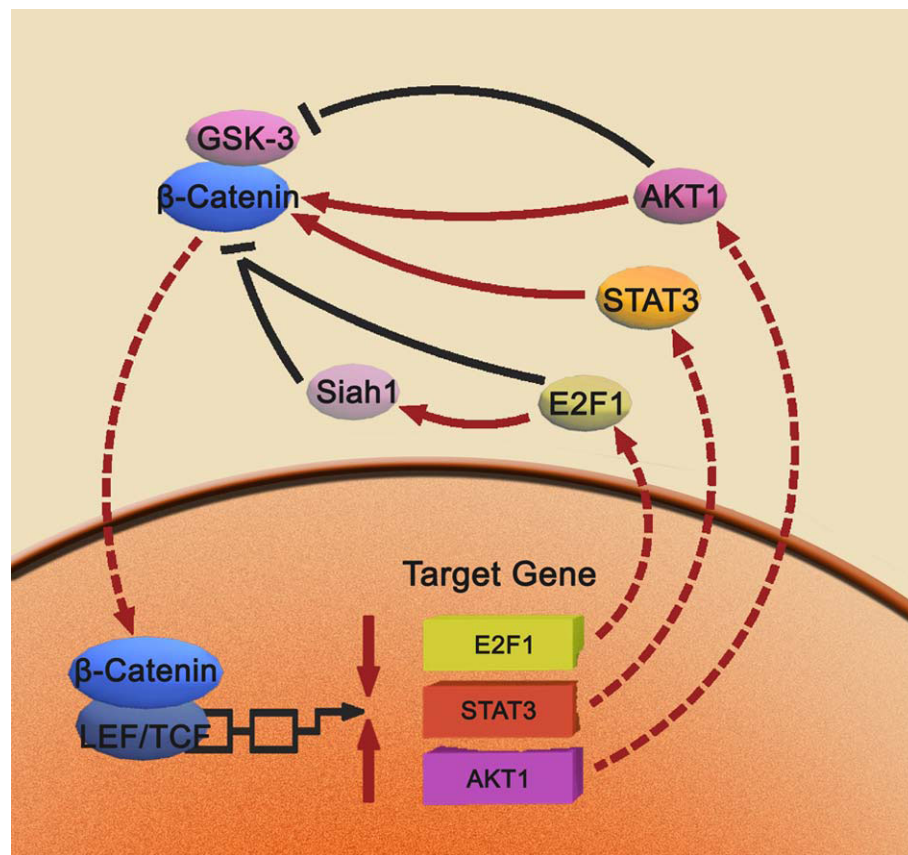 GSK-3
β-Catenin
AKT1
STAT3
Siah1
E2F1
Target Gene
E2F1
β-Catenin
STAT3
LEF/TCF
AKT1